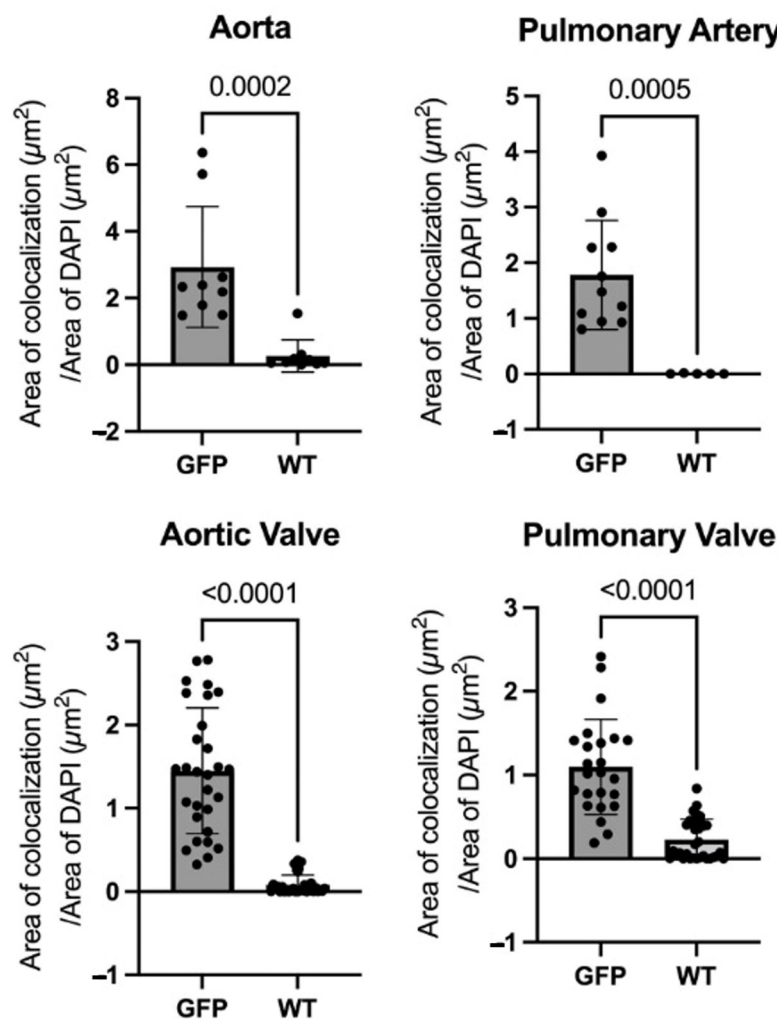 Aorta
0.0002
Area of colocalization (µm²)
/Area of DAPI (µm²)
8
6
4
2
0
–2
GFP WT
Pulmonary Artery
0.0005
Area of colocalization (µm²)
/Area of DAPI (µm²)
5
4
3
2
1
0
–1
GFP WT
Aortic Valve
<0.0001
Area of colocalization (µm²)
/Area of DAPI (µm²)
3
2
1
0
–1
GFP WT
Pulmonary Valve
<0.0001
Area of colocalization (µm²)
/Area of DAPI (µm²)
3
2
1
0
–1
GFP WT